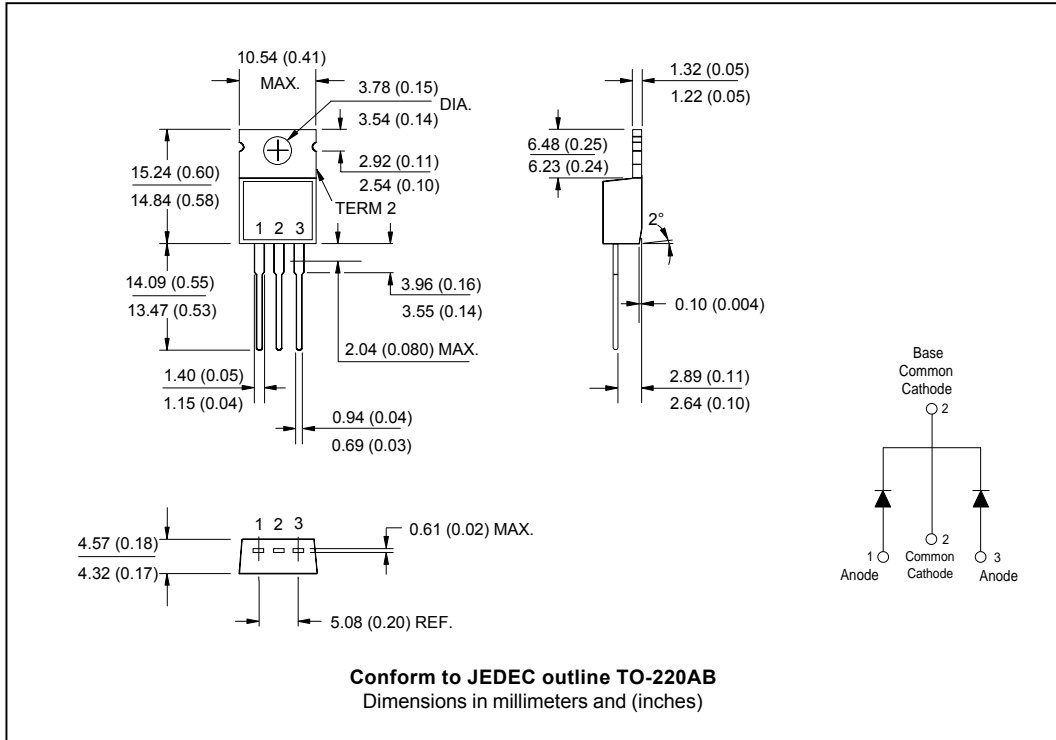 10.54 (0.41)
MAX.
3.78 (0.15)
3.54 (0.14)
DIA.
2.92 (0.11)
2.54 (0.10)
TERM 2
15.24 (0.60)
14.84 (0.58)
1 2 3
14.09 (0.55)
13.47 (0.53)
3.96 (0.16)
3.55 (0.14)
2.04 (0.080) MAX.
1.40 (0.05)
1.15 (0.04)
0.94 (0.04)
0.69 (0.03)
1.32 (0.05)
1.22 (0.05)
6.48 (0.25)
6.23 (0.24)
2°
0.10 (0.004)
2.89 (0.11)
2.64 (0.10)
Base
Common
Cathode
2
2
1
Anode
Common
Cathode
3
Anode
1 2 3
4.57 (0.18)
4.32 (0.17)
0.61 (0.02) MAX.
5.08 (0.20) REF.
Conform to JEDEC outline TO-220AB
Dimensions in millimeters and (inches)